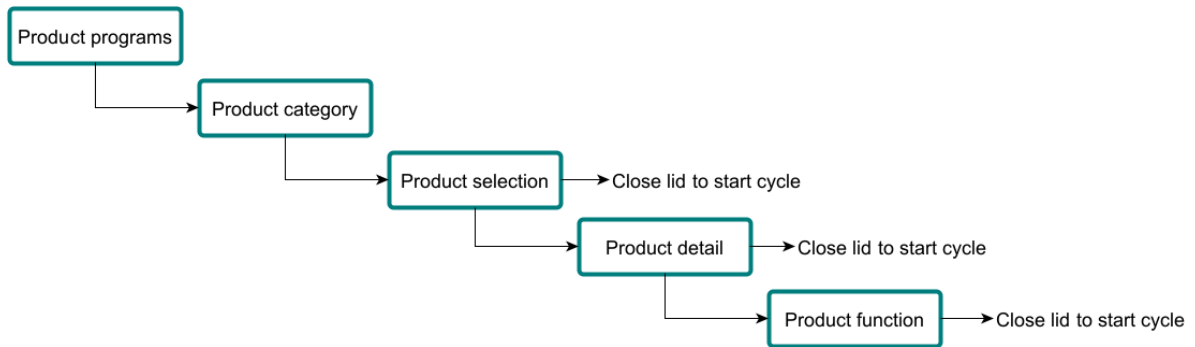 Product programs
Product category
Product selection
Close lid to start cycle
Product detail
Close lid to start cycle
Product function
Close lid to start cycle